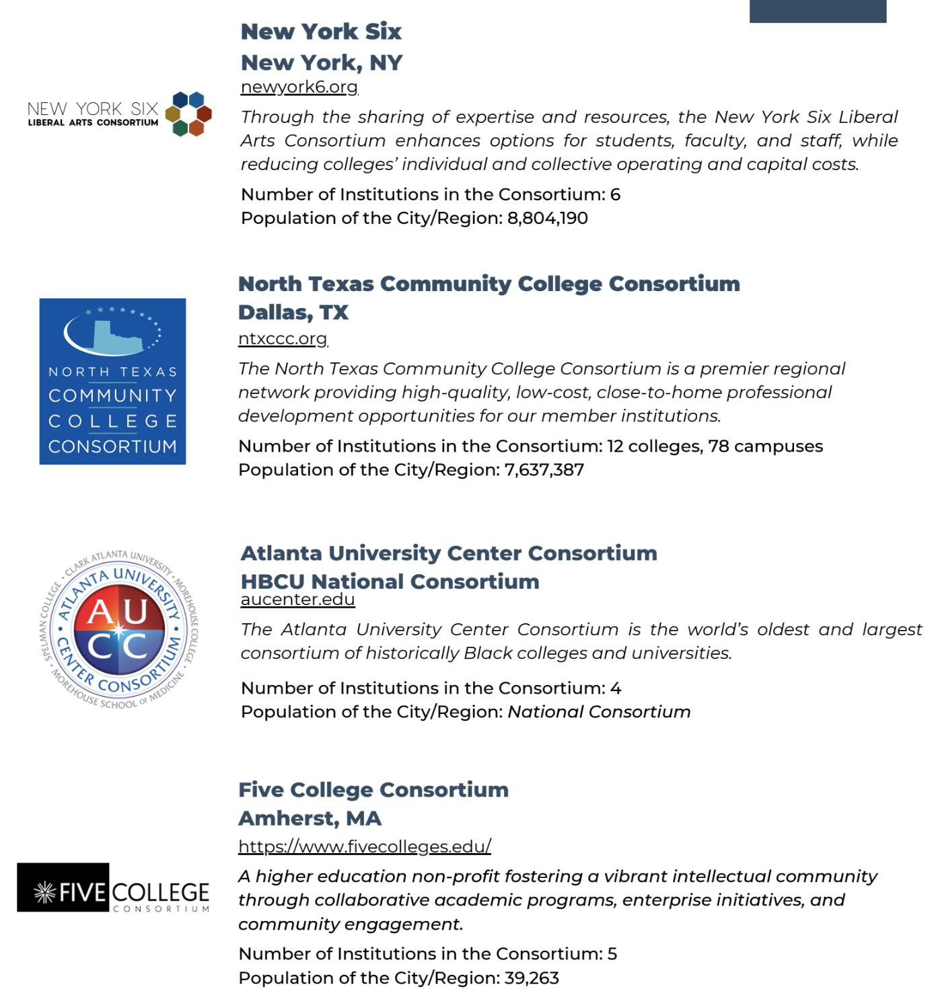 New York Six
New York, NY
newyork6.org
NEW YORK SIX
LIBERAL ARTS CONSORTIUM
Through the sharing of expertise and resources, the New York Six Liberal
Arts Consortium enhances options for students, faculty, and staff, while
reducing colleges’ individual and collective operating and capital costs.
Number of Institutions in the Consortium: 6
Population of the City/Region: 8,804,190
North Texas Community College Consortium
Dallas, TX
ntxccc.org
NORTH TEXAS
COMMUNITY
COLLEGE
CONSORTIUM
The North Texas Community College Consortium is a premier regional
network providing high-quality, low-cost, close-to-home professional
development opportunities for our member institutions.
Number of Institutions in the Consortium: 12 colleges, 78 campuses
Population of the City/Region: 7,637,387
Atlanta University Center Consortium
HBCU National Consortium
aucenter.edu
SPELMAN COLLEGE • CLARK ATLANTA UNIVERSITY • MOREHOUSE COLLEGE •
MOREHOUSE SCHOOL OF MEDICINE •
• ATLANTA UNIVERSITY •
CENTER CONSORTIUM
AU
CC
The Atlanta University Center Consortium is the world’s oldest and largest
consortium of historically Black colleges and universities.
Number of Institutions in the Consortium: 4
Population of the City/Region: National Consortium
Five College Consortium
Amherst, MA
https://www.fivecolleges.edu/
FIVE COLLEGE
CONSORTIUM
A higher education non-profit fostering a vibrant intellectual community
through collaborative academic programs, enterprise initiatives, and
community engagement.
Number of Institutions in the Consortium: 5
Population of the City/Region: 39,263